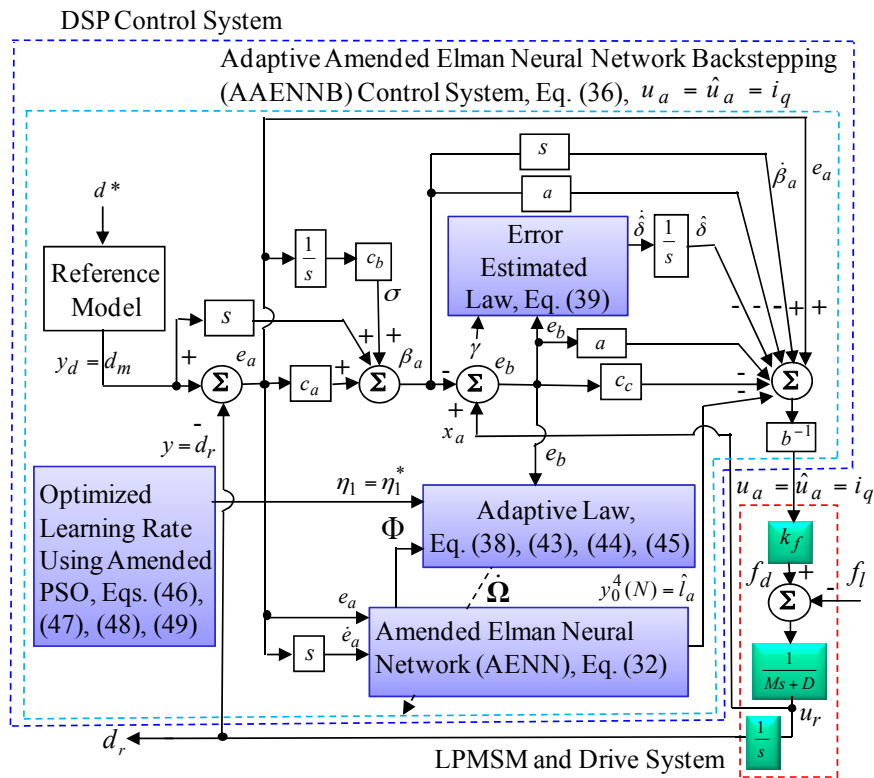 DSP Control System
Adaptive Amended Elman Neural Network Backstepping
(AAENNB) Control System, Eq. (36), u_a = û_a = i_q
s
β̇_a
e_a
d *
a
Reference
Model
1/s
c_b
σ
Error
Estimated
Law, Eq. (39)
δ̂̇
1/s
δ̂
s
+
+
-
-
-
+
+
y_d = d_m
+
Σ
e_a
c_a
+
Σ
β_a
-
Σ
γ
e_b
e_b
a
c_c
-
-
Σ
+
x_a
-
y = d_r
e_b
b⁻¹
u_a = û_a = i_q
Optimized
Learning Rate
Using Amended
PSO, Eqs. (46),
(47), (48), (49)
η₁ = η₁*
Adaptive Law,
Eq. (38), (43), (44), (45)
Φ
Ω̇
y_0^4(N) = l̂_a
k_f
f_d
+
-
f_l
Σ
e_a
ė_a
s
Amended Elman Neural
Network (AENN), Eq. (32)
1/(Ms + D)
u_r
1/s
d_r
LPMSM and Drive System